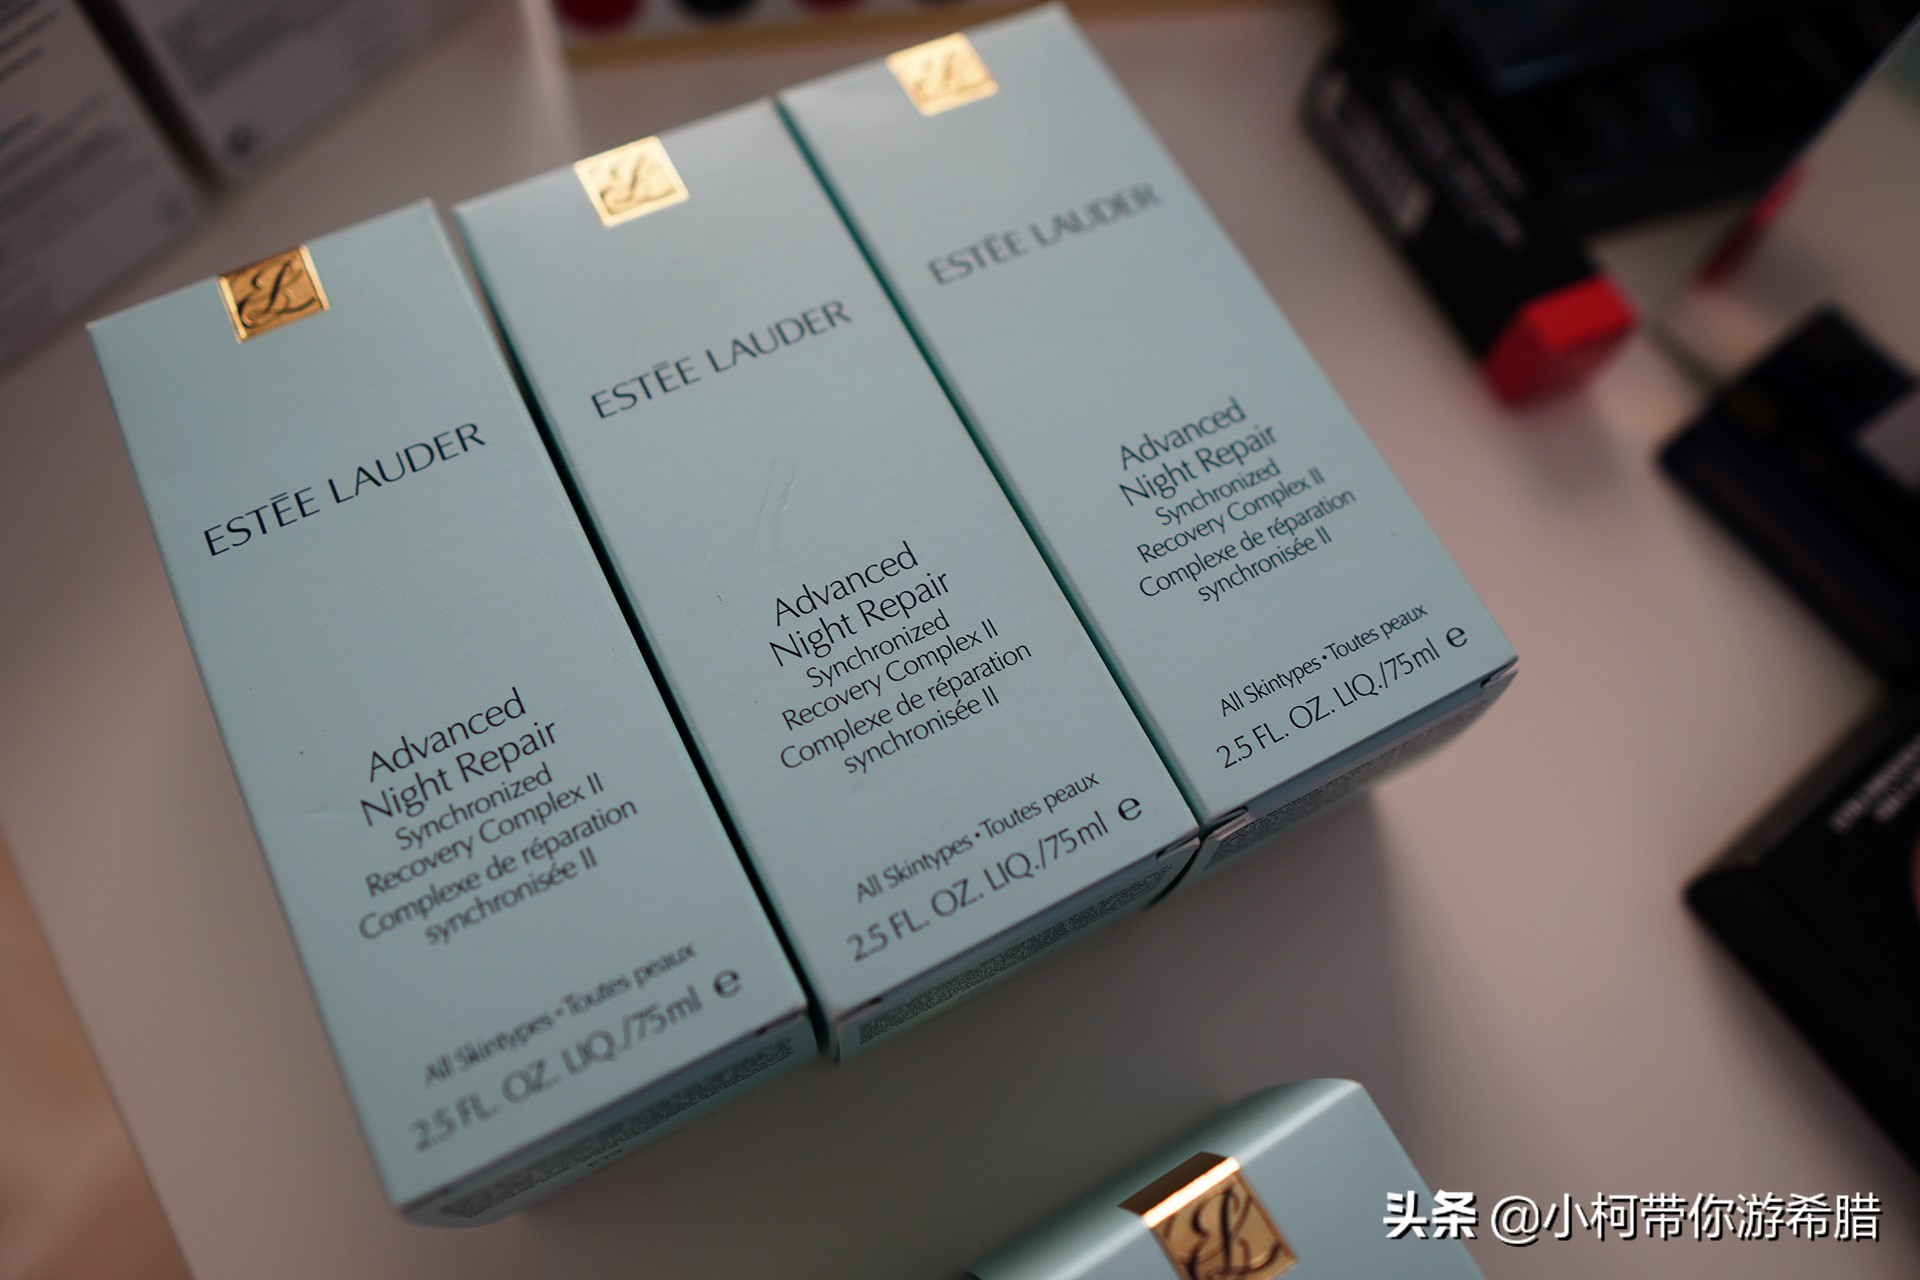 ESTĒE LAUDER
Advanced
Night Repair
Synchronized
Recovery Complex II
Complexe de réparation
synchronisée II
All Skintypes • Toutes peaux
2.5 FL. OZ. LIQ./75ml e
ESTĒE LAUDER
Advanced
Night Repair
Synchronized
Recovery Complex II
Complexe de réparation
synchronisée II
All Skintypes • Toutes peaux
2.5 FL. OZ. LIQ./75ml e
ESTĒE LAUDER
Advanced
Night Repair
Synchronized
Recovery Complex II
Complexe de réparation
synchronisée II
All Skintypes • Toutes peaux
2.5 FL. OZ. LIQ./75ml e
头条 @小柯带你游希腊